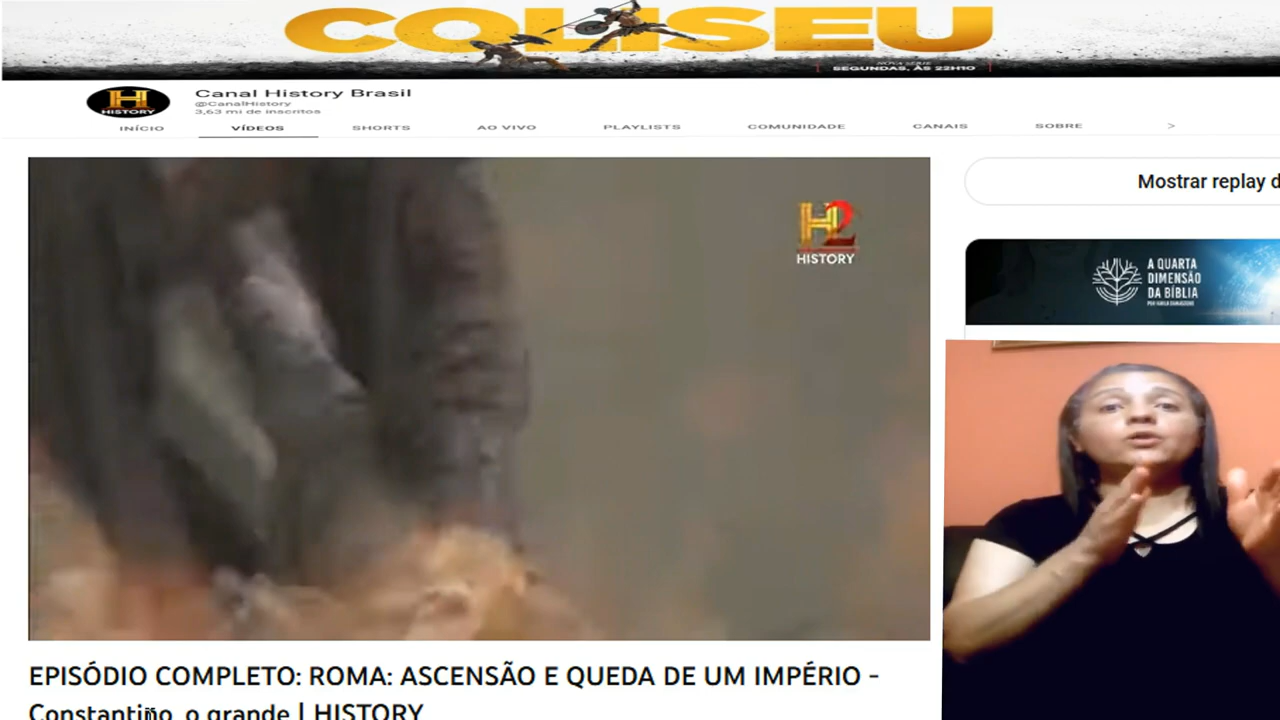 COLISEU
NOVA SÉRIE
SEGUNDAS, ÀS 22H10
H
HISTORY
Canal History Brasil
@CanalHistory
3,63 mi de inscritos
INÍCIO VÍDEOS SHORTS AO VIVO PLAYLISTS COMUNIDADE CANAIS SOBRE >
Mostrar replay d
H2
HISTORY
A QUARTA
DIMENSÃO
DA BÍBLIA
EPISÓDIO COMPLETO: ROMA: ASCENSÃO E QUEDA DE UM IMPÉRIO -
Constantino, o grande | HISTORY